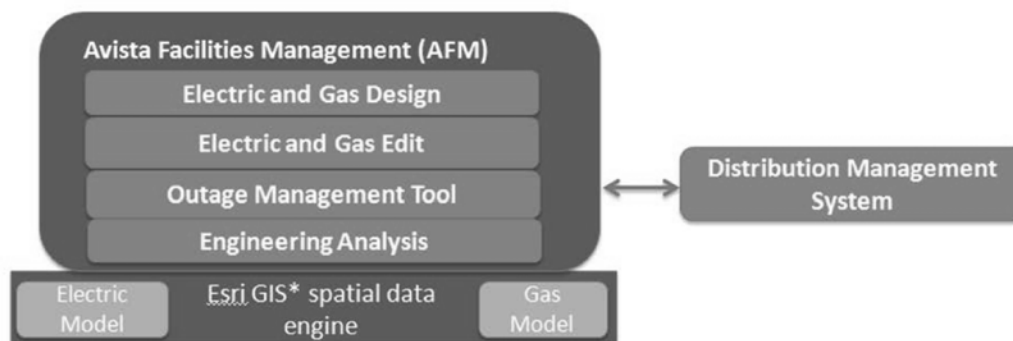 Avista Facilities Management (AFM)
Electric and Gas Design
Electric and Gas Edit
Outage Management Tool
Engineering Analysis
Distribution Management
System
Electric
Model
Esri GIS* spatial data
engine
Gas
Model